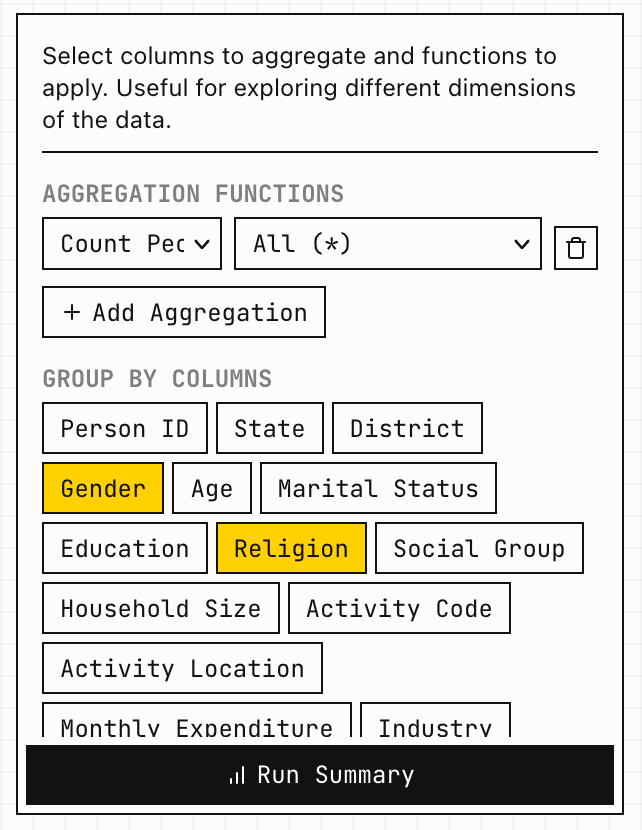 Select columns to aggregate and functions to
apply. Useful for exploring different dimensions
of the data.
AGGREGATION FUNCTIONS
Count All (*)
+ Add Aggregation
GROUP BY COLUMNS
Person ID State District
Gender Age Marital Status
Education Religion Social Group
Household Size Activity Code
Activity Location
Monthly Expenditure Industry
Run Summary